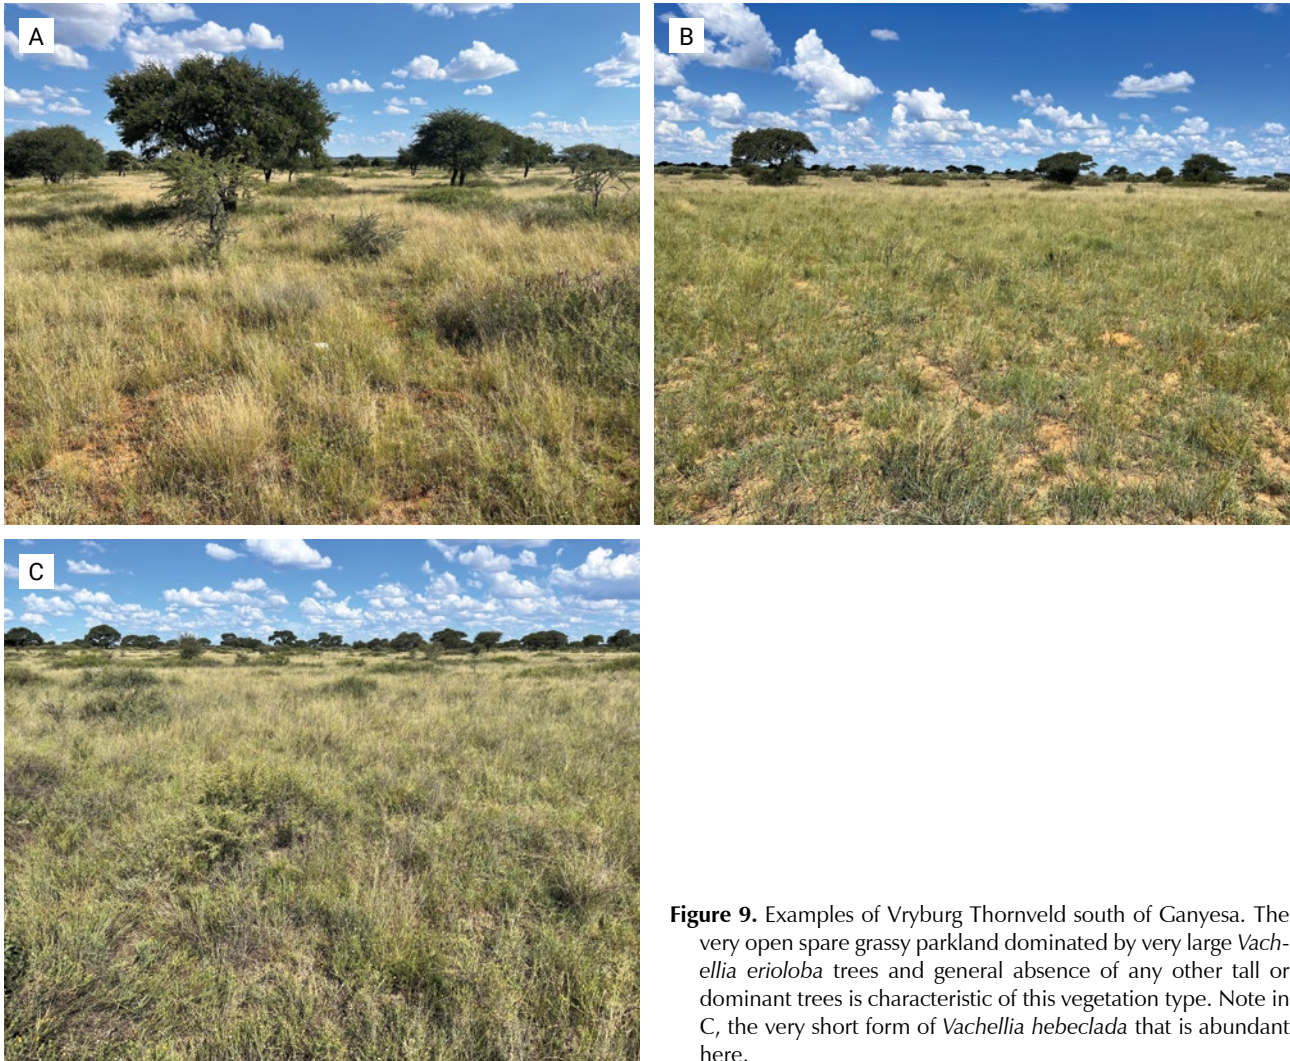 A
B
C
Figure 9. Examples of Vryburg Thornveld south of Ganyesa. The
very open spare grassy parkland dominated by very large Vach-
ellia erioloba trees and general absence of any other tall or
dominant trees is characteristic of this vegetation type. Note in
C, the very short form of Vachellia hebeclada that is abundant
here.